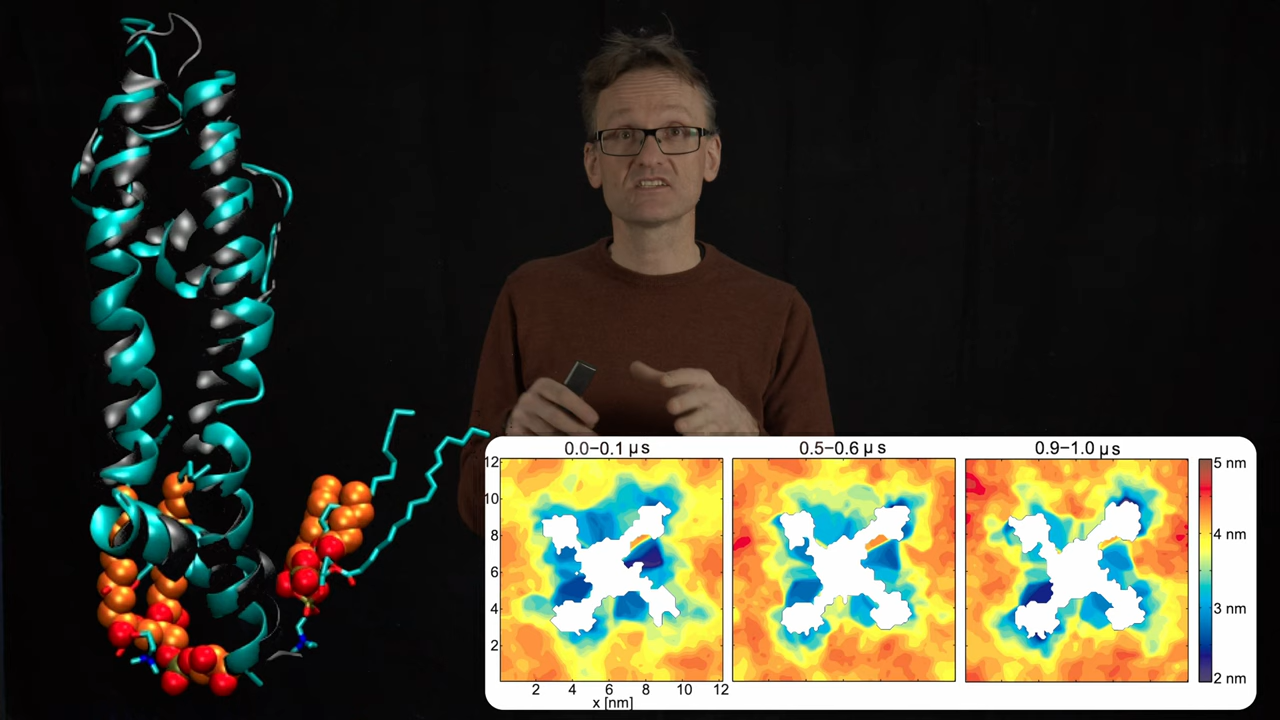 0.0−0.1 µs
0.5−0.6 µs
0.9−1.0 µs
12
10
8
6
4
2
2 4 6 8 10 12
x [nm]
5 nm
4 nm
3 nm
2 nm